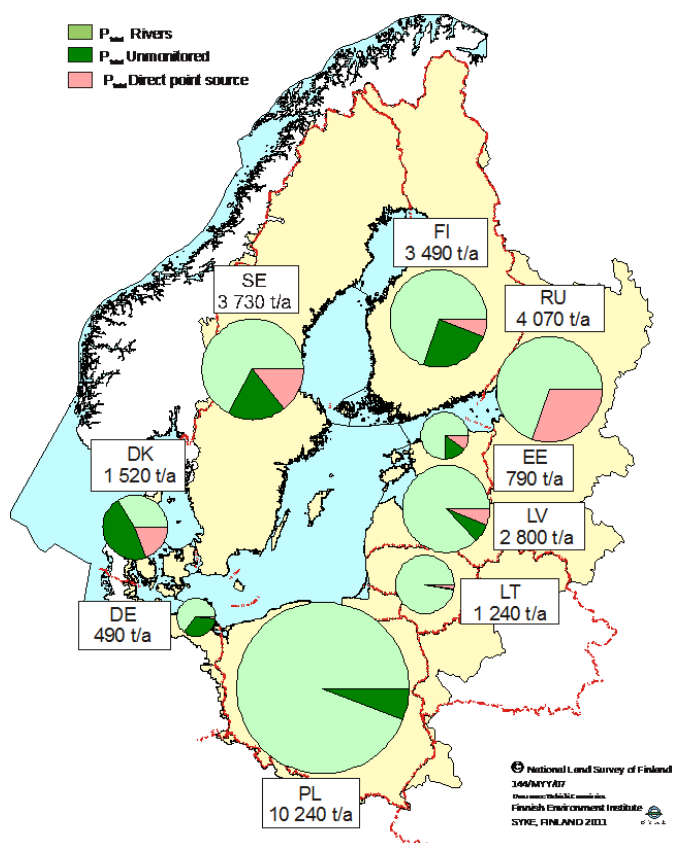 P Rivers
P Unmonitored
P Direct point source
FI
3 490 t/a
SE
3 730 t/a
RU
4 070 t/a
DK
1 520 t/a
EE
790 t/a
LV
2 800 t/a
LT
1 240 t/a
DE
490 t/a
PL
10 240 t/a
© National Land Survey of Finland
144/MYY/07
Finnish Environment Institute
SYKE, FINLAND 2011